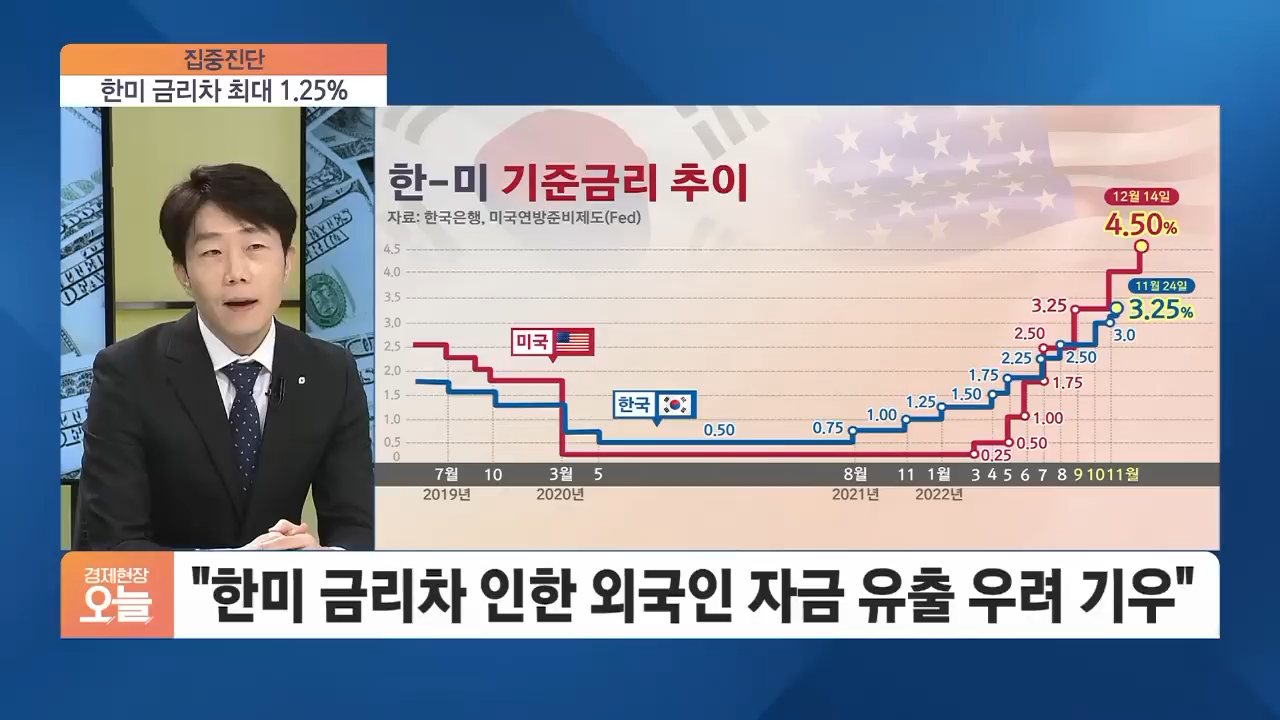 집중진단
한미 금리차 최대 1.25%
한-미 기준금리 추이
자료: 한국은행, 미국연방준비제도(Fed)
12월 14일
4.50%
11월 24일
3.25%
4.5
4.0
3.5
3.0
2.5
2.0
1.5
1.0
0.5
0
미국
한국
0.50
0.75
1.00
1.25
1.50
1.75
2.25
2.50
3.25
3.0
2.50
1.75
1.00
0.50
0.25
7월 10 3월 5 8월 11 1월 3 4 5 6 7 8 9 10 11월
2019년 2020년 2021년 2022년
경제현장
오늘
"한미 금리차 인한 외국인 자금 유출 우려 기우"